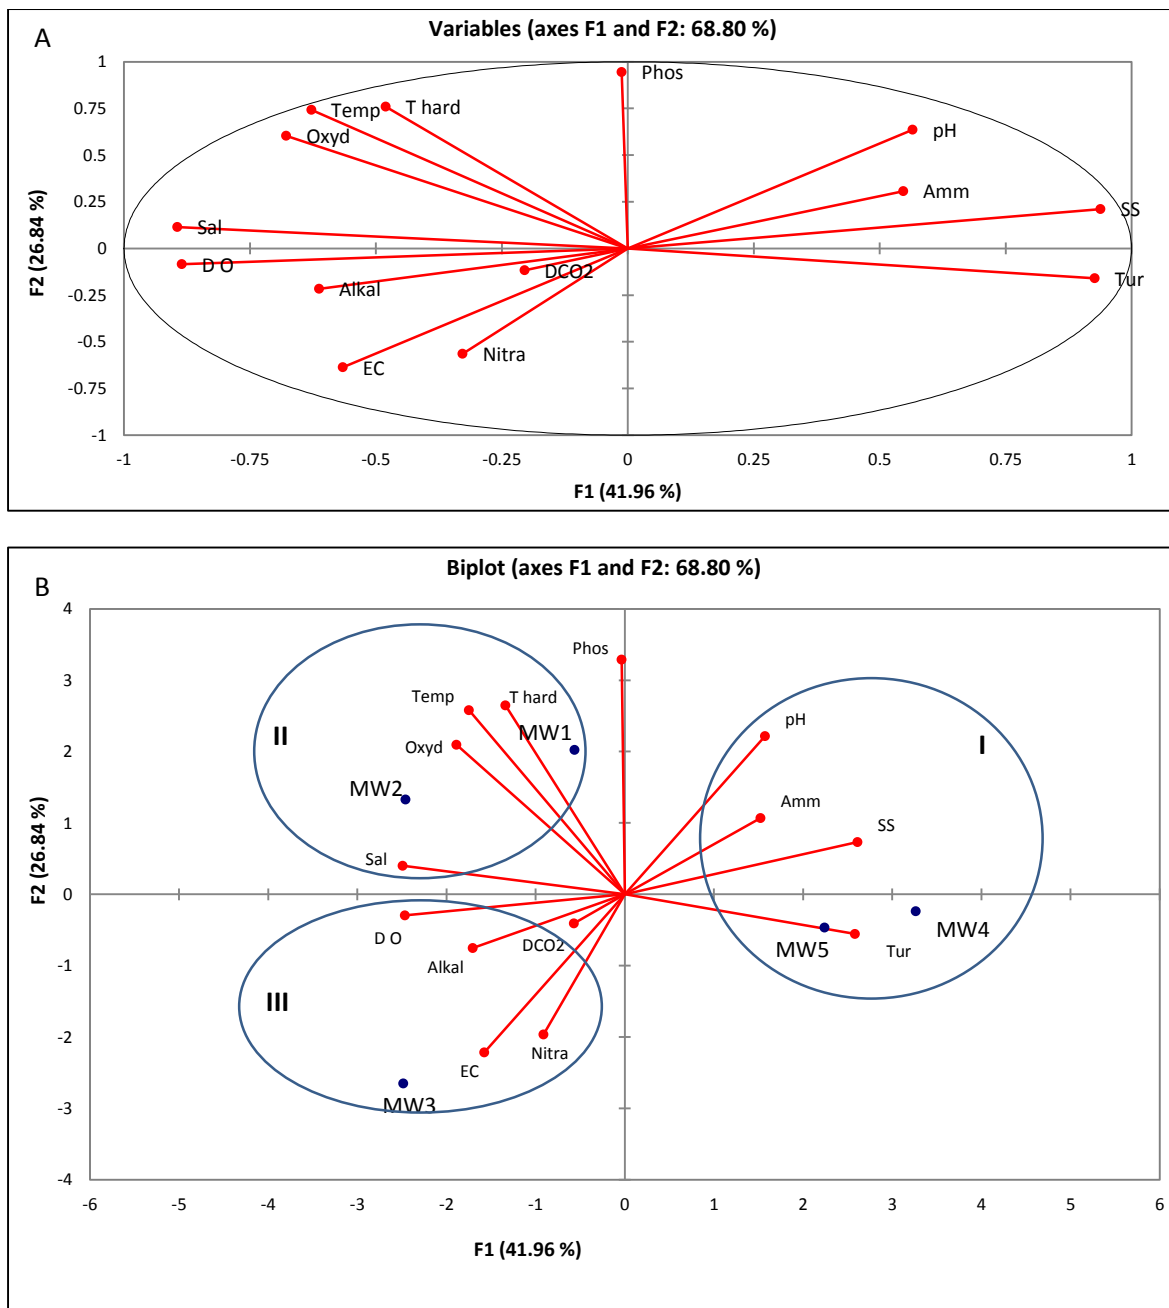 A
Variables (axes F1 and F2: 68.80 %)
1
0.75
0.5
0.25
0
-0.25
-0.5
-0.75
-1
F2 (26.84 %)
Phos
Temp
T hard
Oxyd
pH
Amm
SS
Sal
D O
DCO2
Alkal
Tur
Nitra
EC
-1 -0.75 -0.5 -0.25 0 0.25 0.5 0.75 1
F1 (41.96 %)
B
Biplot (axes F1 and F2: 68.80 %)
4
3
2
1
0
-1
-2
-3
-4
F2 (26.84 %)
Phos
Temp
T hard
pH
II
MW1
I
Oxyd
MW2
Amm
SS
Sal
D O
DCO2
MW4
MW5
Tur
Alkal
III
Nitra
EC
MW3
-6 -5 -4 -3 -2 -1 0 1 2 3 4 5 6
F1 (41.96 %)